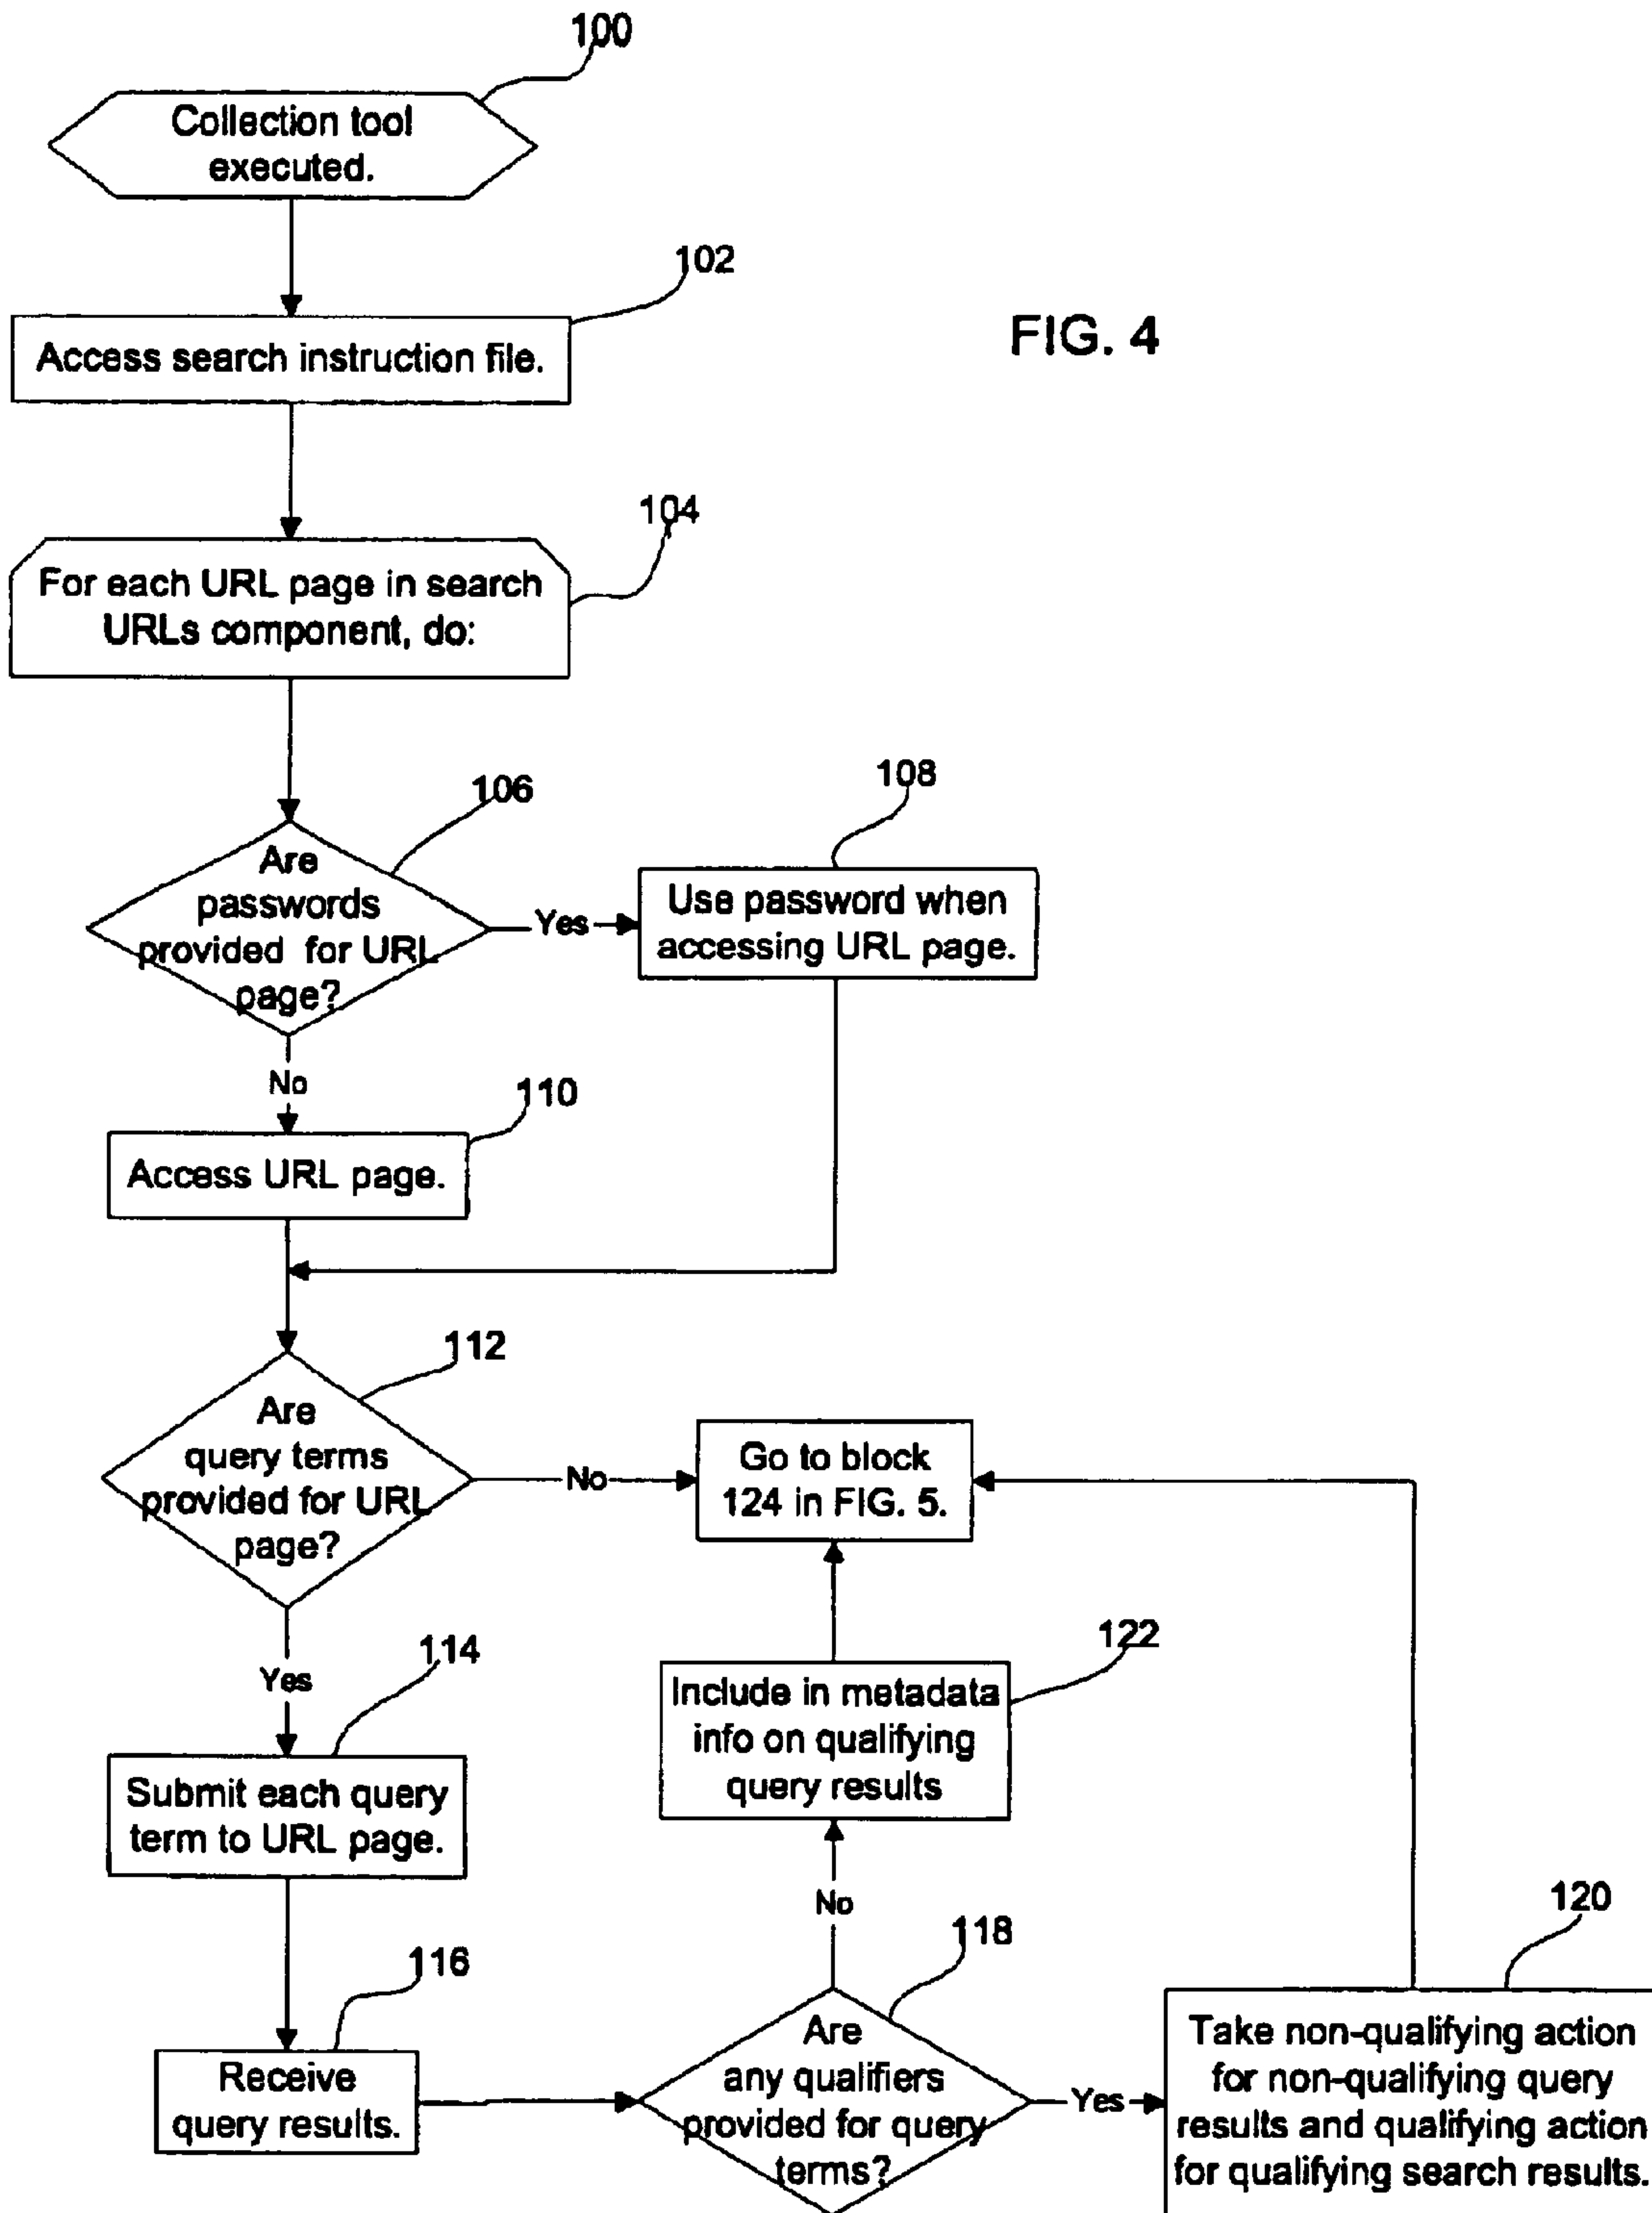 100
Collection tool
executed.
102
Access search instruction file.
FIG. 4
104
For each URL page in search
URLs component, do:
106
Are
passwords
provided for URL
page?
Yes
108
Use password when
accessing URL page.
No
110
Access URL page.
112
Are
query terms
provided for URL
page?
No
Go to block
124 in FIG. 5.
Yes
114
Submit each query
term to URL page.
122
Include in metadata
info on qualifying
query results
No
116
Receive
query results.
118
Are
any qualifiers
provided for query
terms?
Yes
120
Take non-qualifying action
for non-qualifying query
results and qualifying action
for qualifying search results.